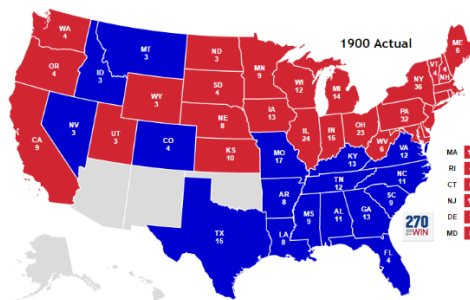 1900 Actual
WA
4
OR
4
CA
9
NV
3
ID
3
MT
3
WY
3
UT
3
CO
4
ND
3
SD
4
NE
8
KS
10
TX
15
MN
9
IA
13
MO
17
AR
8
LA
8
WI
12
IL
24
MI
14
IN
15
OH
23
KY
13
TN
12
MS
9
AL
11
GA
13
FL
4
SC
9
NC
11
VA
12
WV
6
PA
32
NY
36
VT
4
4
NH
ME
6
MA
RI
CT
NJ
DE
MD
270
WIN